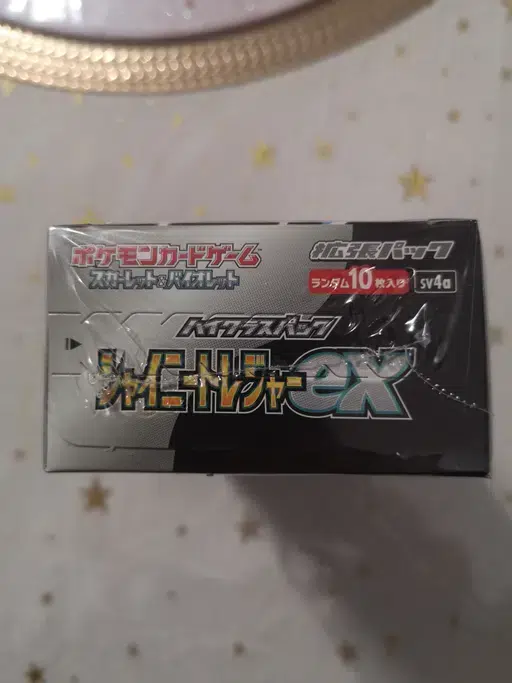 ポケモンカードゲーム
スカーレット&バイオレット
拡張パック
ランダム10枚入り
SV4a
ハイクラスパック
シャイニートレジャーex